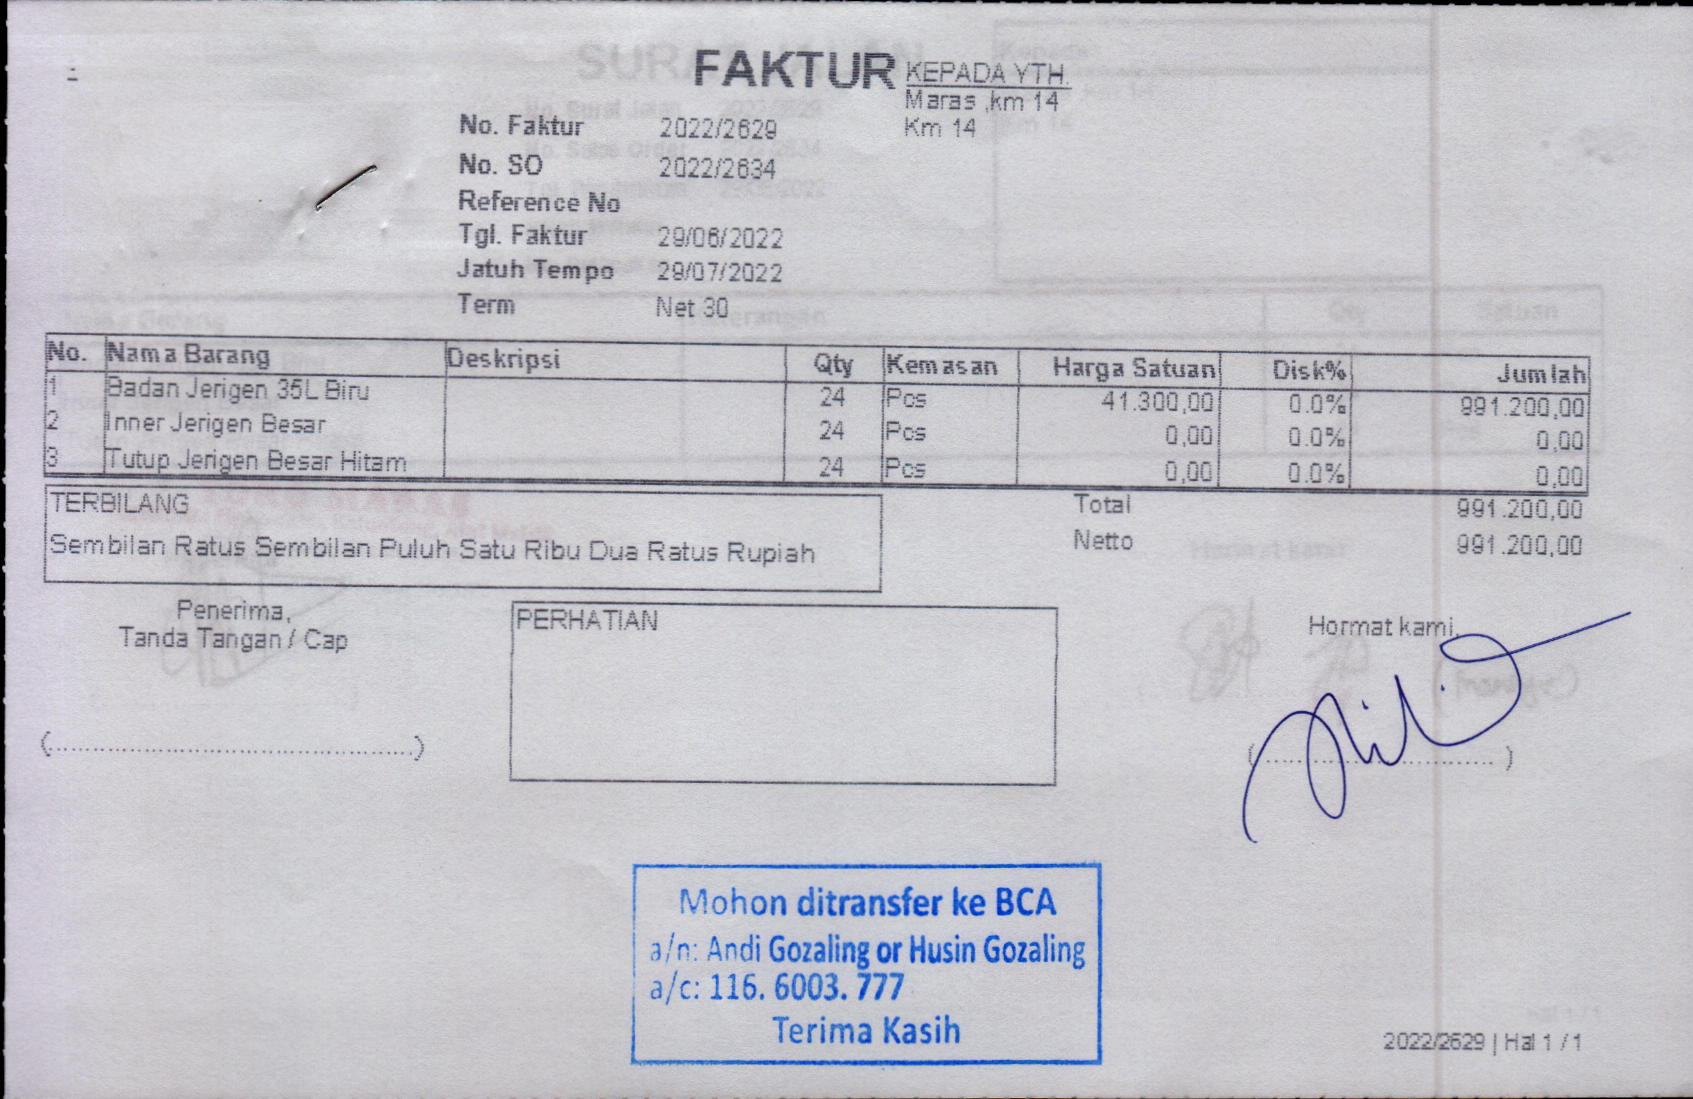 FAKTUR
KEPADA YTH.
Maras ,km 14
Km 14
No. Faktur 2022/2629
No. SO 2022/2634
Reference No
Tgl. Faktur 29/06/2022
Jatuh Tempo 29/07/2022
Term Net 30
No. Nama Barang Deskripsi Qty Kemasan Harga Satuan Disk% Jumlah
1 Badan Jerigen 35L Biru 24 Pcs 41.300,00 0.0% 991.200,00
2 Inner Jerigen Besar 24 Pcs 0,00 0.0% 0,00
3 Tutup Jerigen Besar Hitam 24 Pcs 0,00 0.0% 0,00
TERBILANG
Sembilan Ratus Sembilan Puluh Satu Ribu Dua Ratus Rupiah
Total 991.200,00
Netto 991.200,00
Penerima,
Tanda Tangan / Cap
(................................................)
PERHATIAN
Hormat kami,
(................................)
Mohon ditransfer ke BCA
a/n: Andi Gozaling or Husin Gozaling
a/c: 116. 6003. 777
Terima Kasih
2022/2629 | Hal 1 / 1